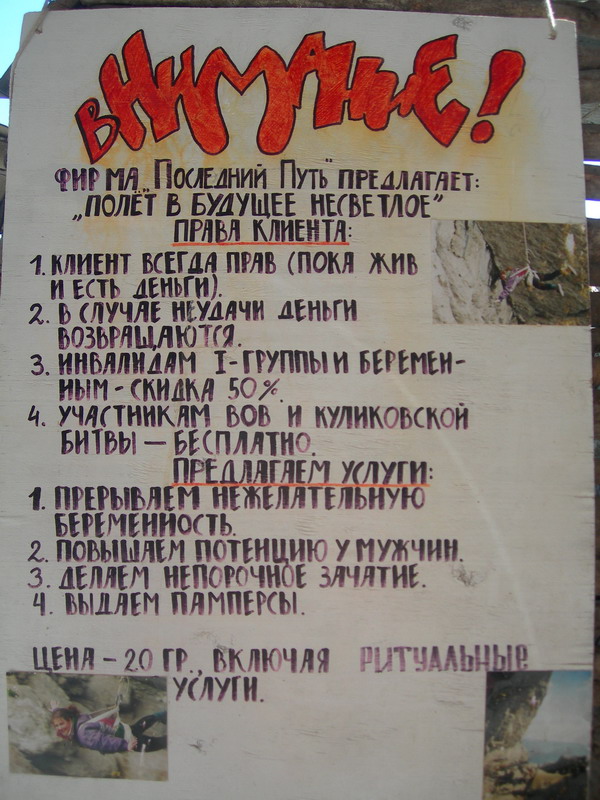 ВНИМАНИЕ!
ФИРМА „ПОСЛЕДНИЙ ПУТЬ" ПРЕДЛАГАЕТ:
„ПОЛЁТ В БУДУЩЕЕ НЕСВЕТЛОЕ"
ПРАВА КЛИЕНТА:
1. КЛИЕНТ ВСЕГДА ПРАВ (ПОКА ЖИВ
И ЕСТЬ ДЕНЬГИ).
2. В СЛУЧАЕ НЕУДАЧИ ДЕНЬГИ
ВОЗВРАЩАЮТСЯ.
3. ИНВАЛИДАМ I-ГРУППЫ И БЕРЕМЕН-
НЫМ - СКИДКА 50%.
4. УЧАСТНИКАМ ВОВ И КУЛИКОВСКОЙ
БИТВЫ — БЕСПЛАТНО.
ПРЕДЛАГАЕМ УСЛУГИ:
1. ПРЕРЫВАЕМ НЕЖЕЛАТЕЛЬНУЮ
БЕРЕМЕННОСТЬ.
2. ПОВЫШАЕМ ПОТЕНЦИЮ У МУЖЧИН.
3. ДЕЛАЕМ НЕПОРОЧНОЕ ЗАЧАТИЕ.
4. ВЫДАЕМ ПАМПЕРСЫ.
ЦЕНА - 20 ГР., ВКЛЮЧАЯ РИТУАЛЬНЫЕ
УСЛУГИ.